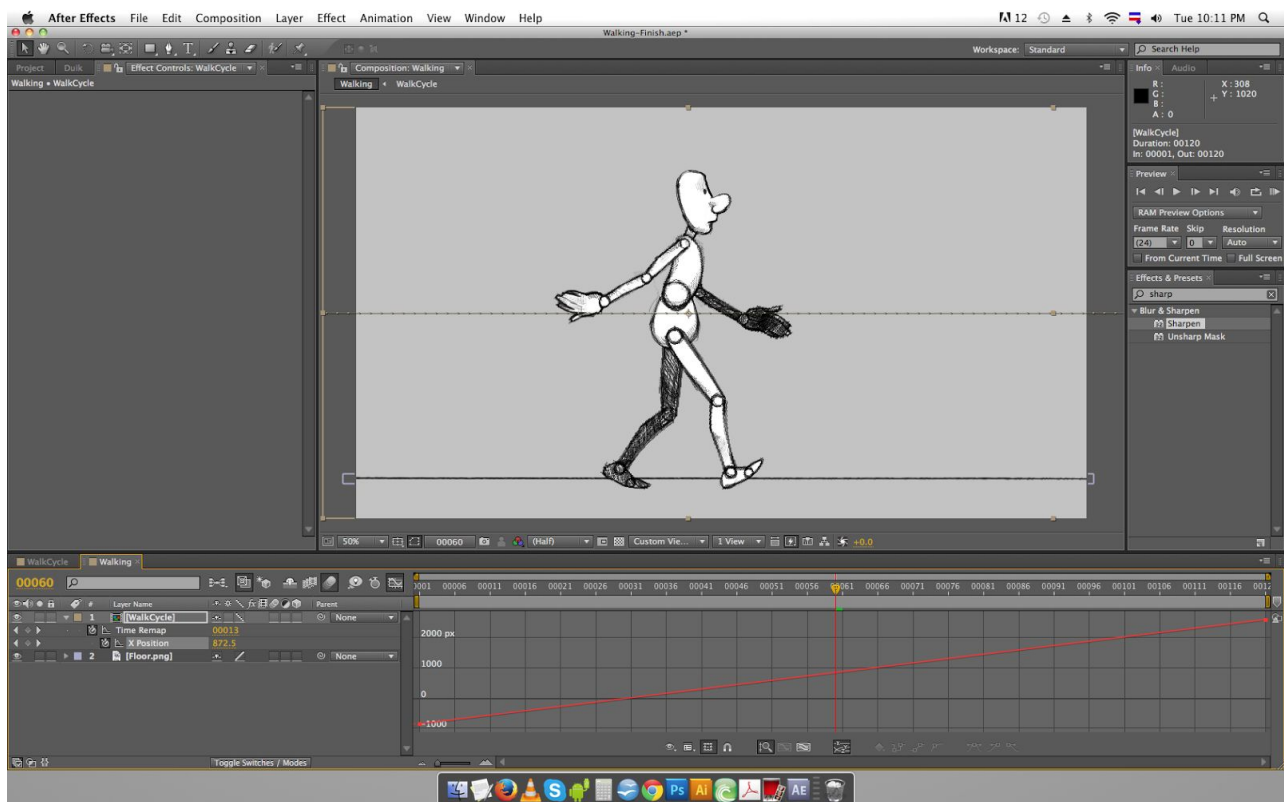 After Effects File Edit Composition Layer Effect Animation View Window Help 12 Tue 10:11 PM
Walking-Finish.aep *
T Workspace: Standard Search Help
Project Duik Effect Controls: WalkCycle Composition: Walking Info Audio
Walking • WalkCycle Walking WalkCycle
R: X: 308
G: Y: 1020
B:
A: 0
[WalkCycle]
Duration: 00120
In: 00001, Out: 00120
Preview
RAM Preview Options
Frame Rate Skip Resolution
(24) 0 Auto
From Current Time Full Screen
Effects & Presets
sharp
Blur & Sharpen
Sharpen
Unsharp Mask
50% 00060 (Half) Custom Vie... 1 View +0.0
WalkCycle Walking
00060 0001 00006 00011 00016 00021 00026 00031 00036 00041 00046 00051 00056 00061 00066 00071 00076 00081 00086 00091 00096 00101 00106 00111 00116
# Layer Name fx Parent
1 [WalkCycle] None
Time Remap 00013
X Position 872.5
2 [Floor.png] None
2000 px
1000
0
-1000
Toggle Switches / Modes
S Ps Ai AE